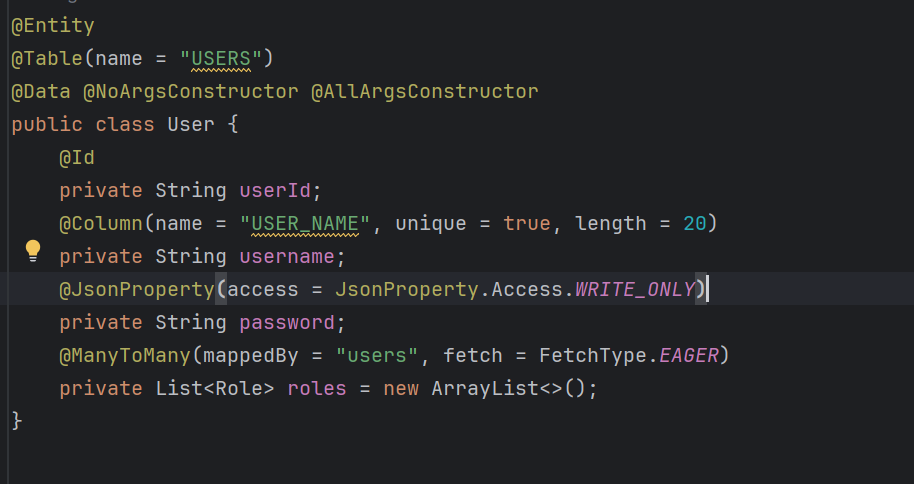 @Entity
@Table(name = "USERS")
@Data @NoArgsConstructor @AllArgsConstructor
public class User {
    @Id
    private String userId;
    @Column(name = "USER_NAME", unique = true, length = 20)
    private String username;
    @JsonProperty(access = JsonProperty.Access.WRITE_ONLY)
    private String password;
    @ManyToMany(mappedBy = "users", fetch = FetchType.EAGER)
    private List<Role> roles = new ArrayList<>();
}